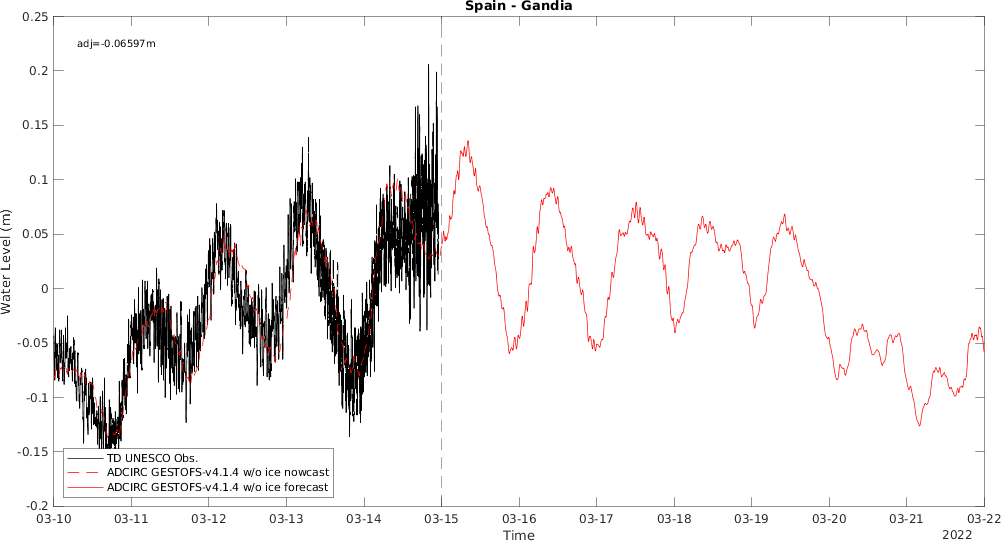 Spain - Gandia
adj=-0.06597m
0.25
0.2
0.15
0.1
0.05
0
-0.05
-0.1
-0.15
-0.2
Water Level (m)
TD UNESCO Obs.
ADCIRC GESTOFS-v4.1.4 w/o ice nowcast
ADCIRC GESTOFS-v4.1.4 w/o ice forecast
03-10 03-11 03-12 03-13 03-14 03-15 03-16 03-17 03-18 03-19 03-20 03-21 03-22
Time
2022